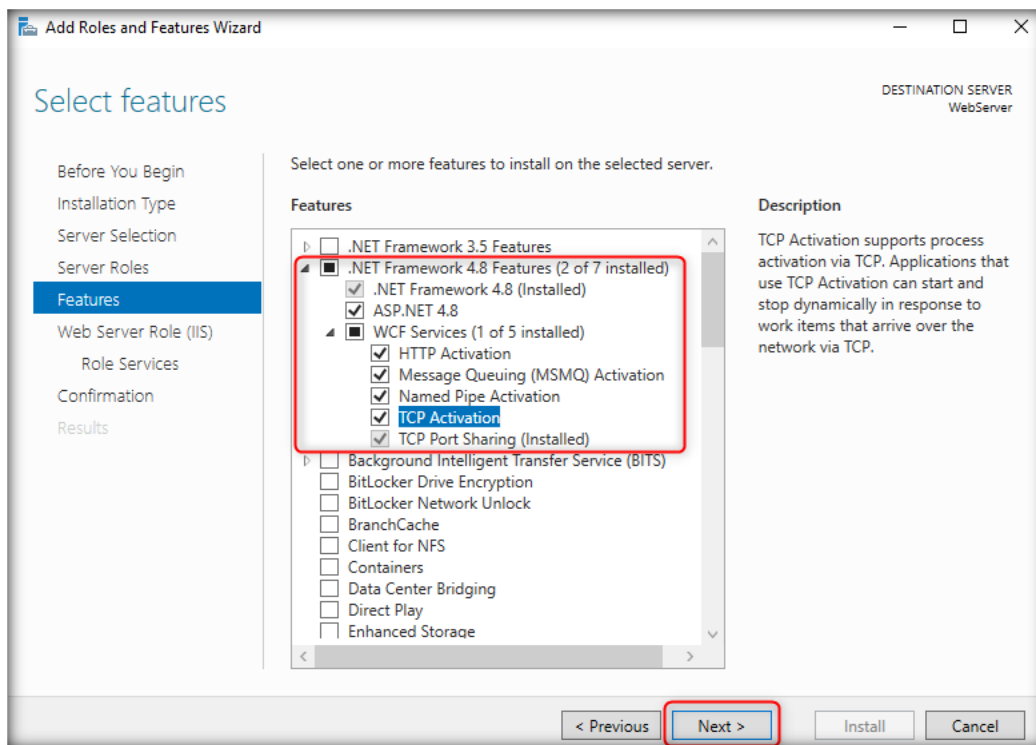 Add Roles and Features Wizard
Select features
DESTINATION SERVER
WebServer
Before You Begin
Installation Type
Server Selection
Server Roles
Features
Web Server Role (IIS)
Role Services
Confirmation
Results
Select one or more features to install on the selected server.
Features
.NET Framework 3.5 Features
.NET Framework 4.8 Features (2 of 7 installed)
.NET Framework 4.8 (Installed)
ASP.NET 4.8
WCF Services (1 of 5 installed)
HTTP Activation
Message Queuing (MSMQ) Activation
Named Pipe Activation
TCP Activation
TCP Port Sharing (Installed)
Background Intelligent Transfer Service (BITS)
BitLocker Drive Encryption
BitLocker Network Unlock
BranchCache
Client for NFS
Containers
Data Center Bridging
Direct Play
Enhanced Storage
Description
TCP Activation supports process
activation via TCP. Applications that
use TCP Activation can start and
stop dynamically in response to
work items that arrive over the
network via TCP.
< Previous
Next >
Install
Cancel